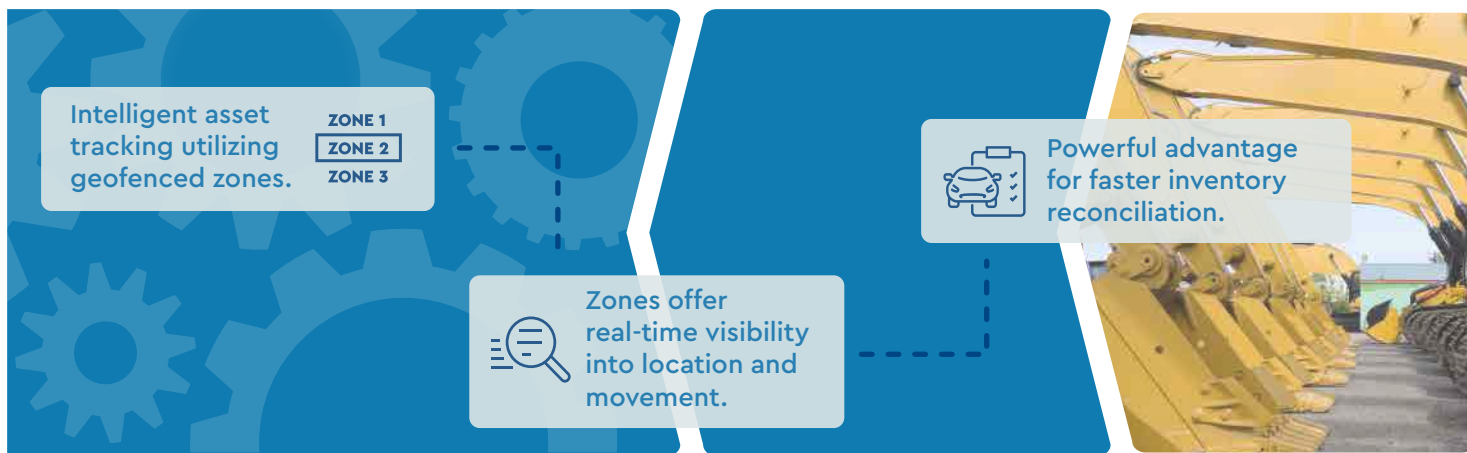 Intelligent asset
tracking utilizing
geofenced zones.
ZONE 1
ZONE 2
ZONE 3
Zones offer
real-time visibility
into location and
movement.
Powerful advantage
for faster inventory
reconciliation.